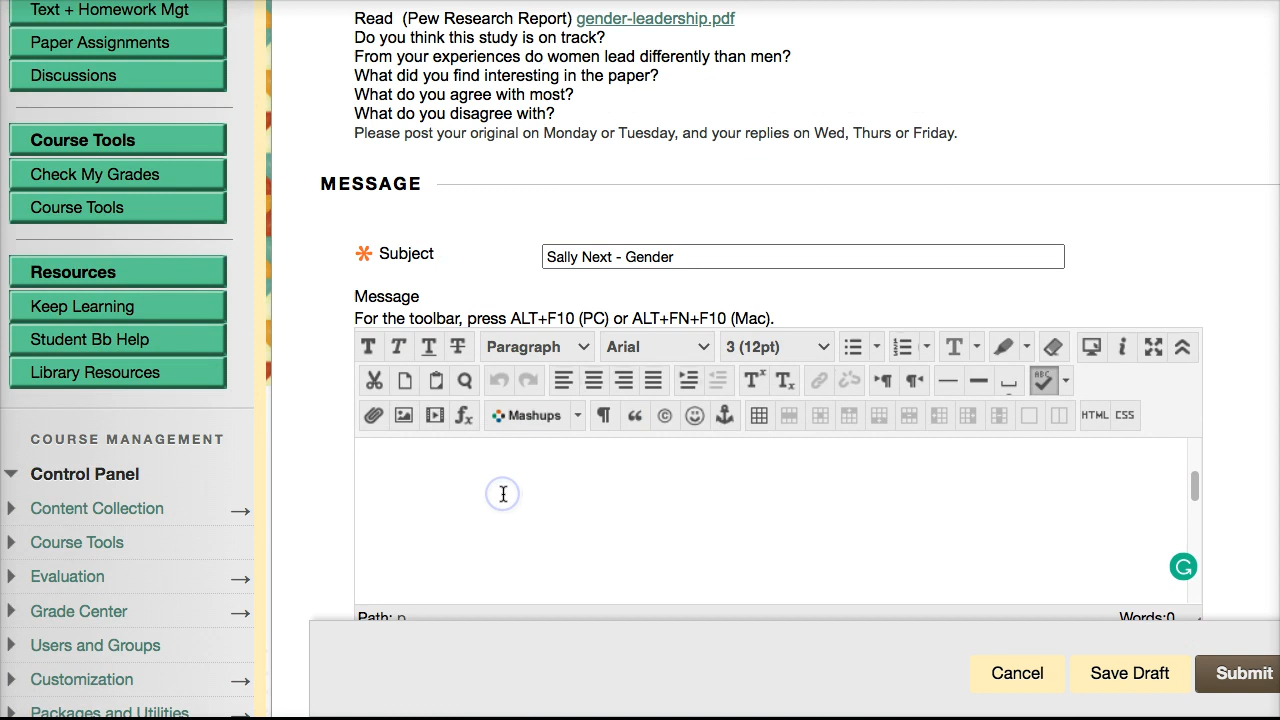 Text + Homework Mgt
Paper Assignments
Discussions
Course Tools
Check My Grades
Course Tools
Resources
Keep Learning
Student Bb Help
Library Resources
COURSE MANAGEMENT
Control Panel
Content Collection
Course Tools
Evaluation
Grade Center
Users and Groups
Customization
Packages and Utilities
Read (Pew Research Report) gender-leadership.pdf
Do you think this study is on track?
From your experiences do women lead differently than men?
What did you find interesting in the paper?
What do you agree with most?
What do you disagree with?
Please post your original on Monday or Tuesday, and your replies on Wed, Thurs or Friday.
MESSAGE
Subject
Sally Next - Gender
Message
For the toolbar, press ALT+F10 (PC) or ALT+FN+F10 (Mac).
T T T T Paragraph Arial 3 (12pt) T
Tx Tx ABC
fx Mashups HTML CSS
Path: p Words:0
Cancel Save Draft Submit